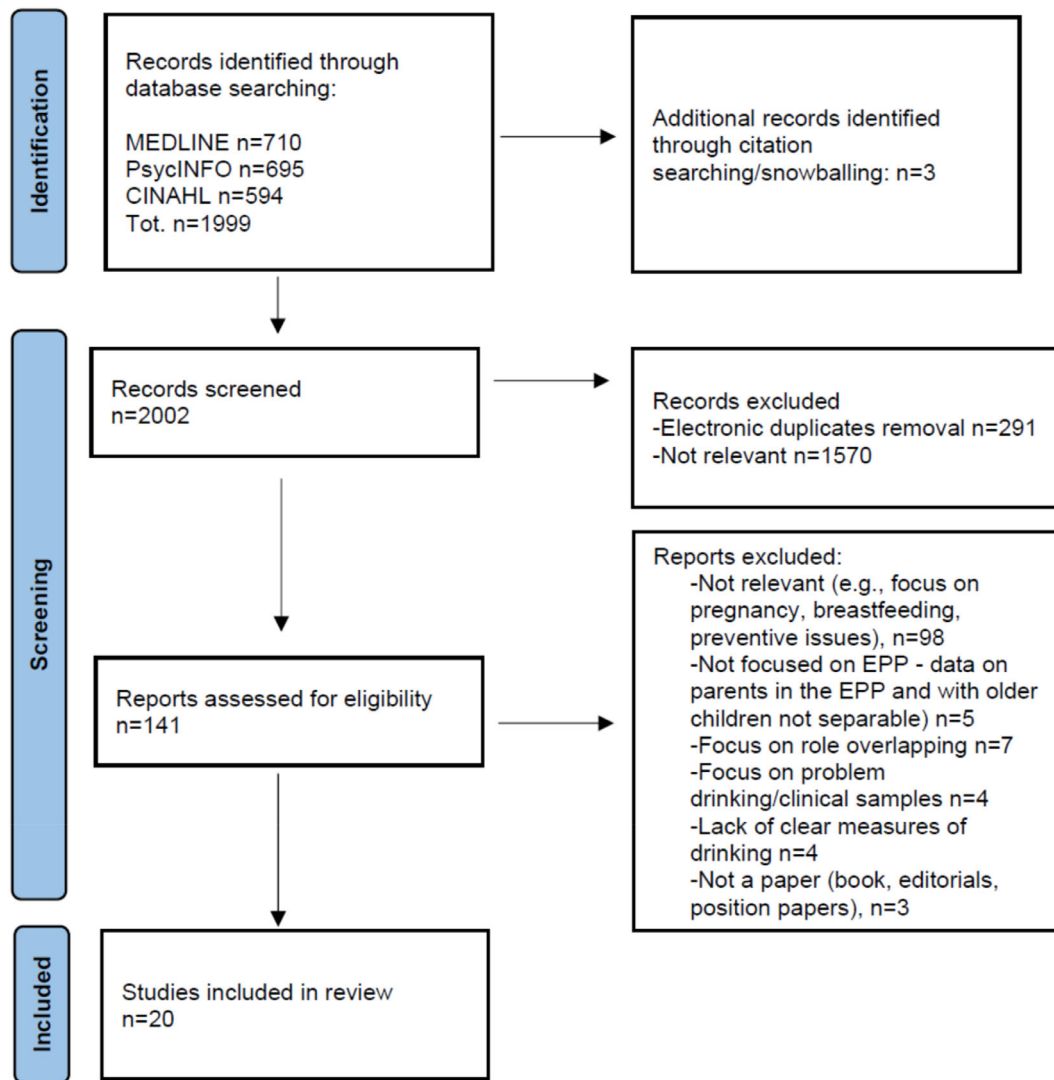 Identification
Records identified through
database searching:
MEDLINE n=710
PsycINFO n=695
CINAHL n=594
Tot. n=1999
Additional records identified
through citation
searching/snowballing: n=3
Screening
Records screened
n=2002
Records excluded
-Electronic duplicates removal n=291
-Not relevant n=1570
Reports assessed for eligibility
n=141
Reports excluded:
-Not relevant (e.g., focus on
pregnancy, breastfeeding,
preventive issues), n=98
-Not focused on EPP - data on
parents in the EPP and with older
children not separable) n=5
-Focus on role overlapping n=7
-Focus on problem
drinking/clinical samples n=4
-Lack of clear measures of
drinking n=4
-Not a paper (book, editorials,
position papers), n=3
Included
Studies included in review
n=20